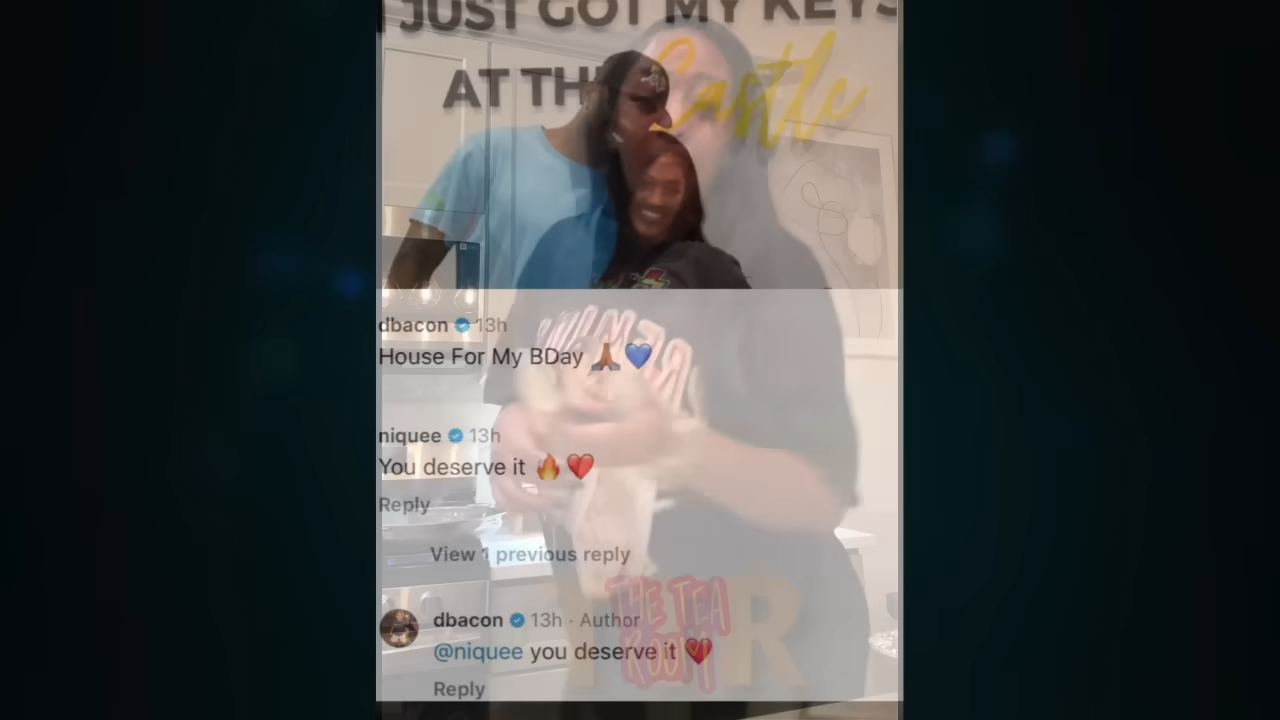 I JUST GOT MY KEYS
AT THE Castle
dbacon 13h
House For My BDay 🙏🏾💙
niquee 13h
You deserve it 🔥❤️
Reply
View 1 previous reply
dbacon 13h · Author
@niquee you deserve it ❤️
Reply
THE TEA
ROOM